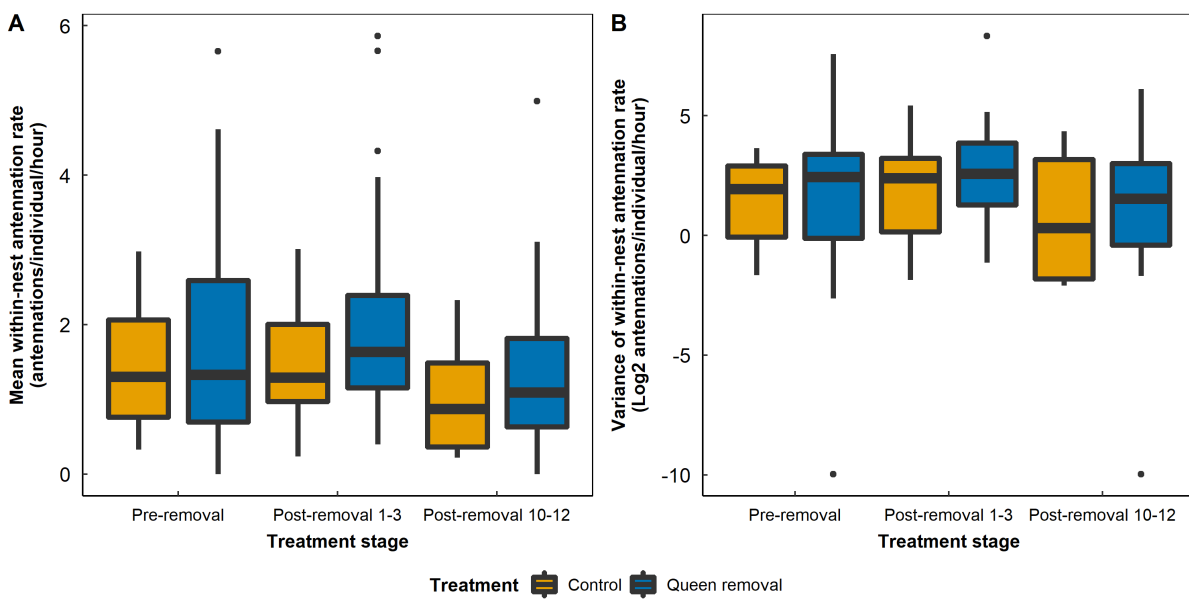 A
Mean within-nest antennation rate
(antennations/individual/hour)
6
4
2
0
Pre-removal
Post-removal 1-3
Post-removal 10-12
Treatment stage
B
Variance of within-nest antennation rate
(Log2 antennations/individual/hour)
5
0
-5
-10
Pre-removal
Post-removal 1-3
Post-removal 10-12
Treatment stage
Treatment Control Queen removal